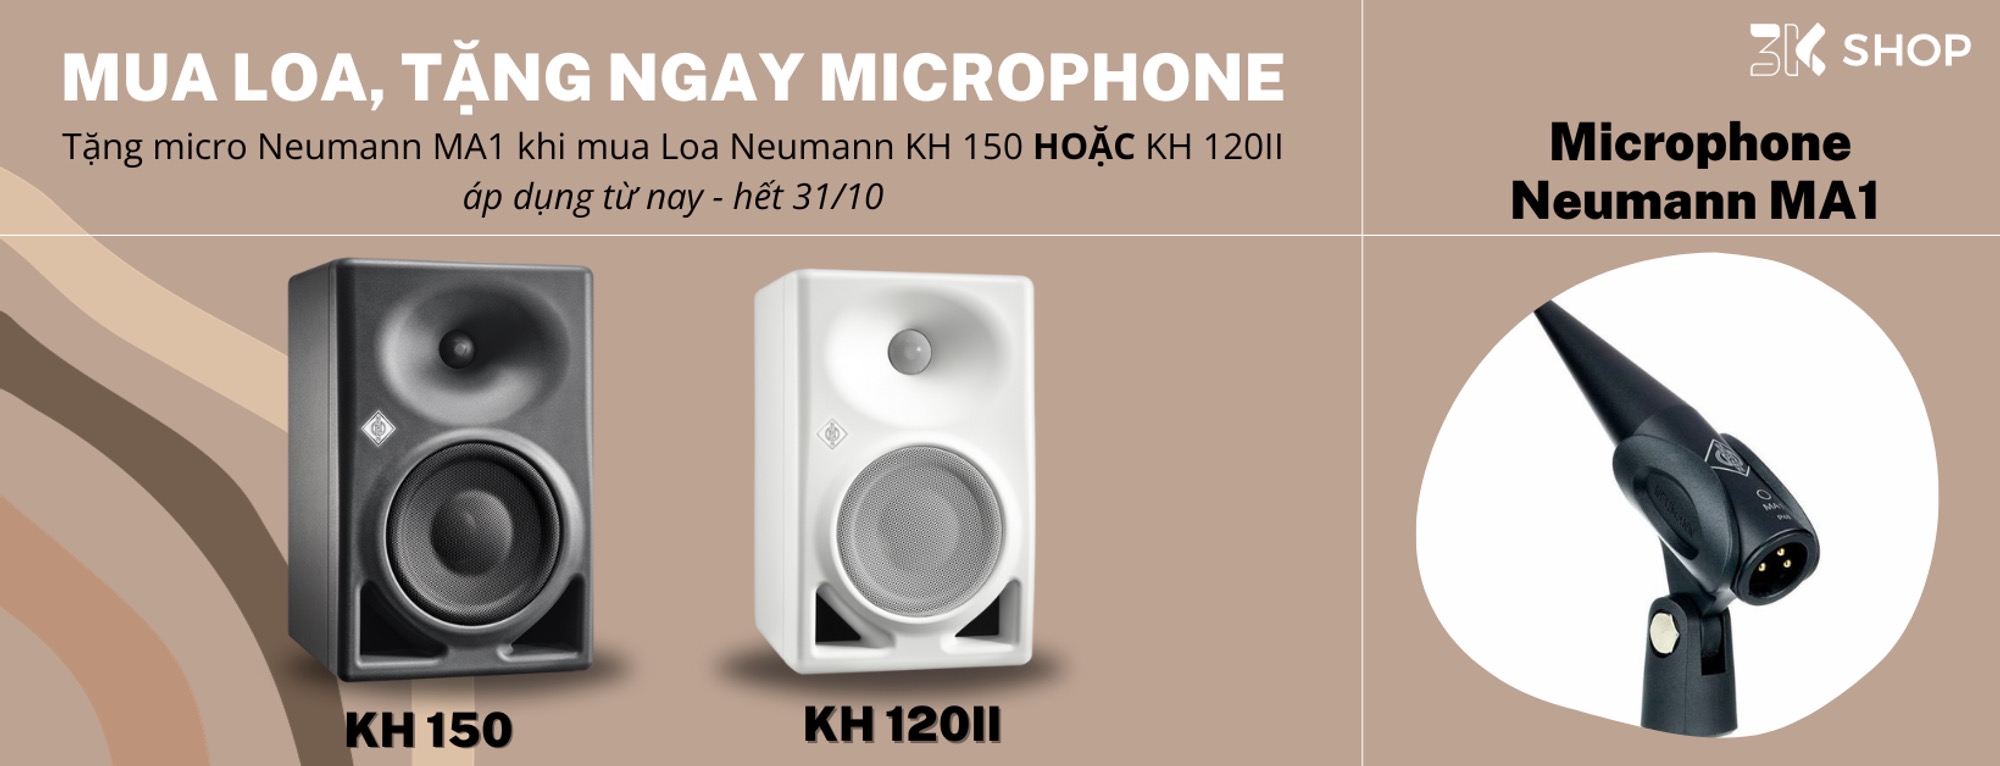 MUA LOA, TẶNG NGAY MICROPHONE
Tặng micro Neumann MA1 khi mua Loa Neumann KH 150 HOẶC KH 120II
áp dụng từ nay - hết 31/10
3K SHOP
Microphone
Neumann MA1
KH 150
KH 120II